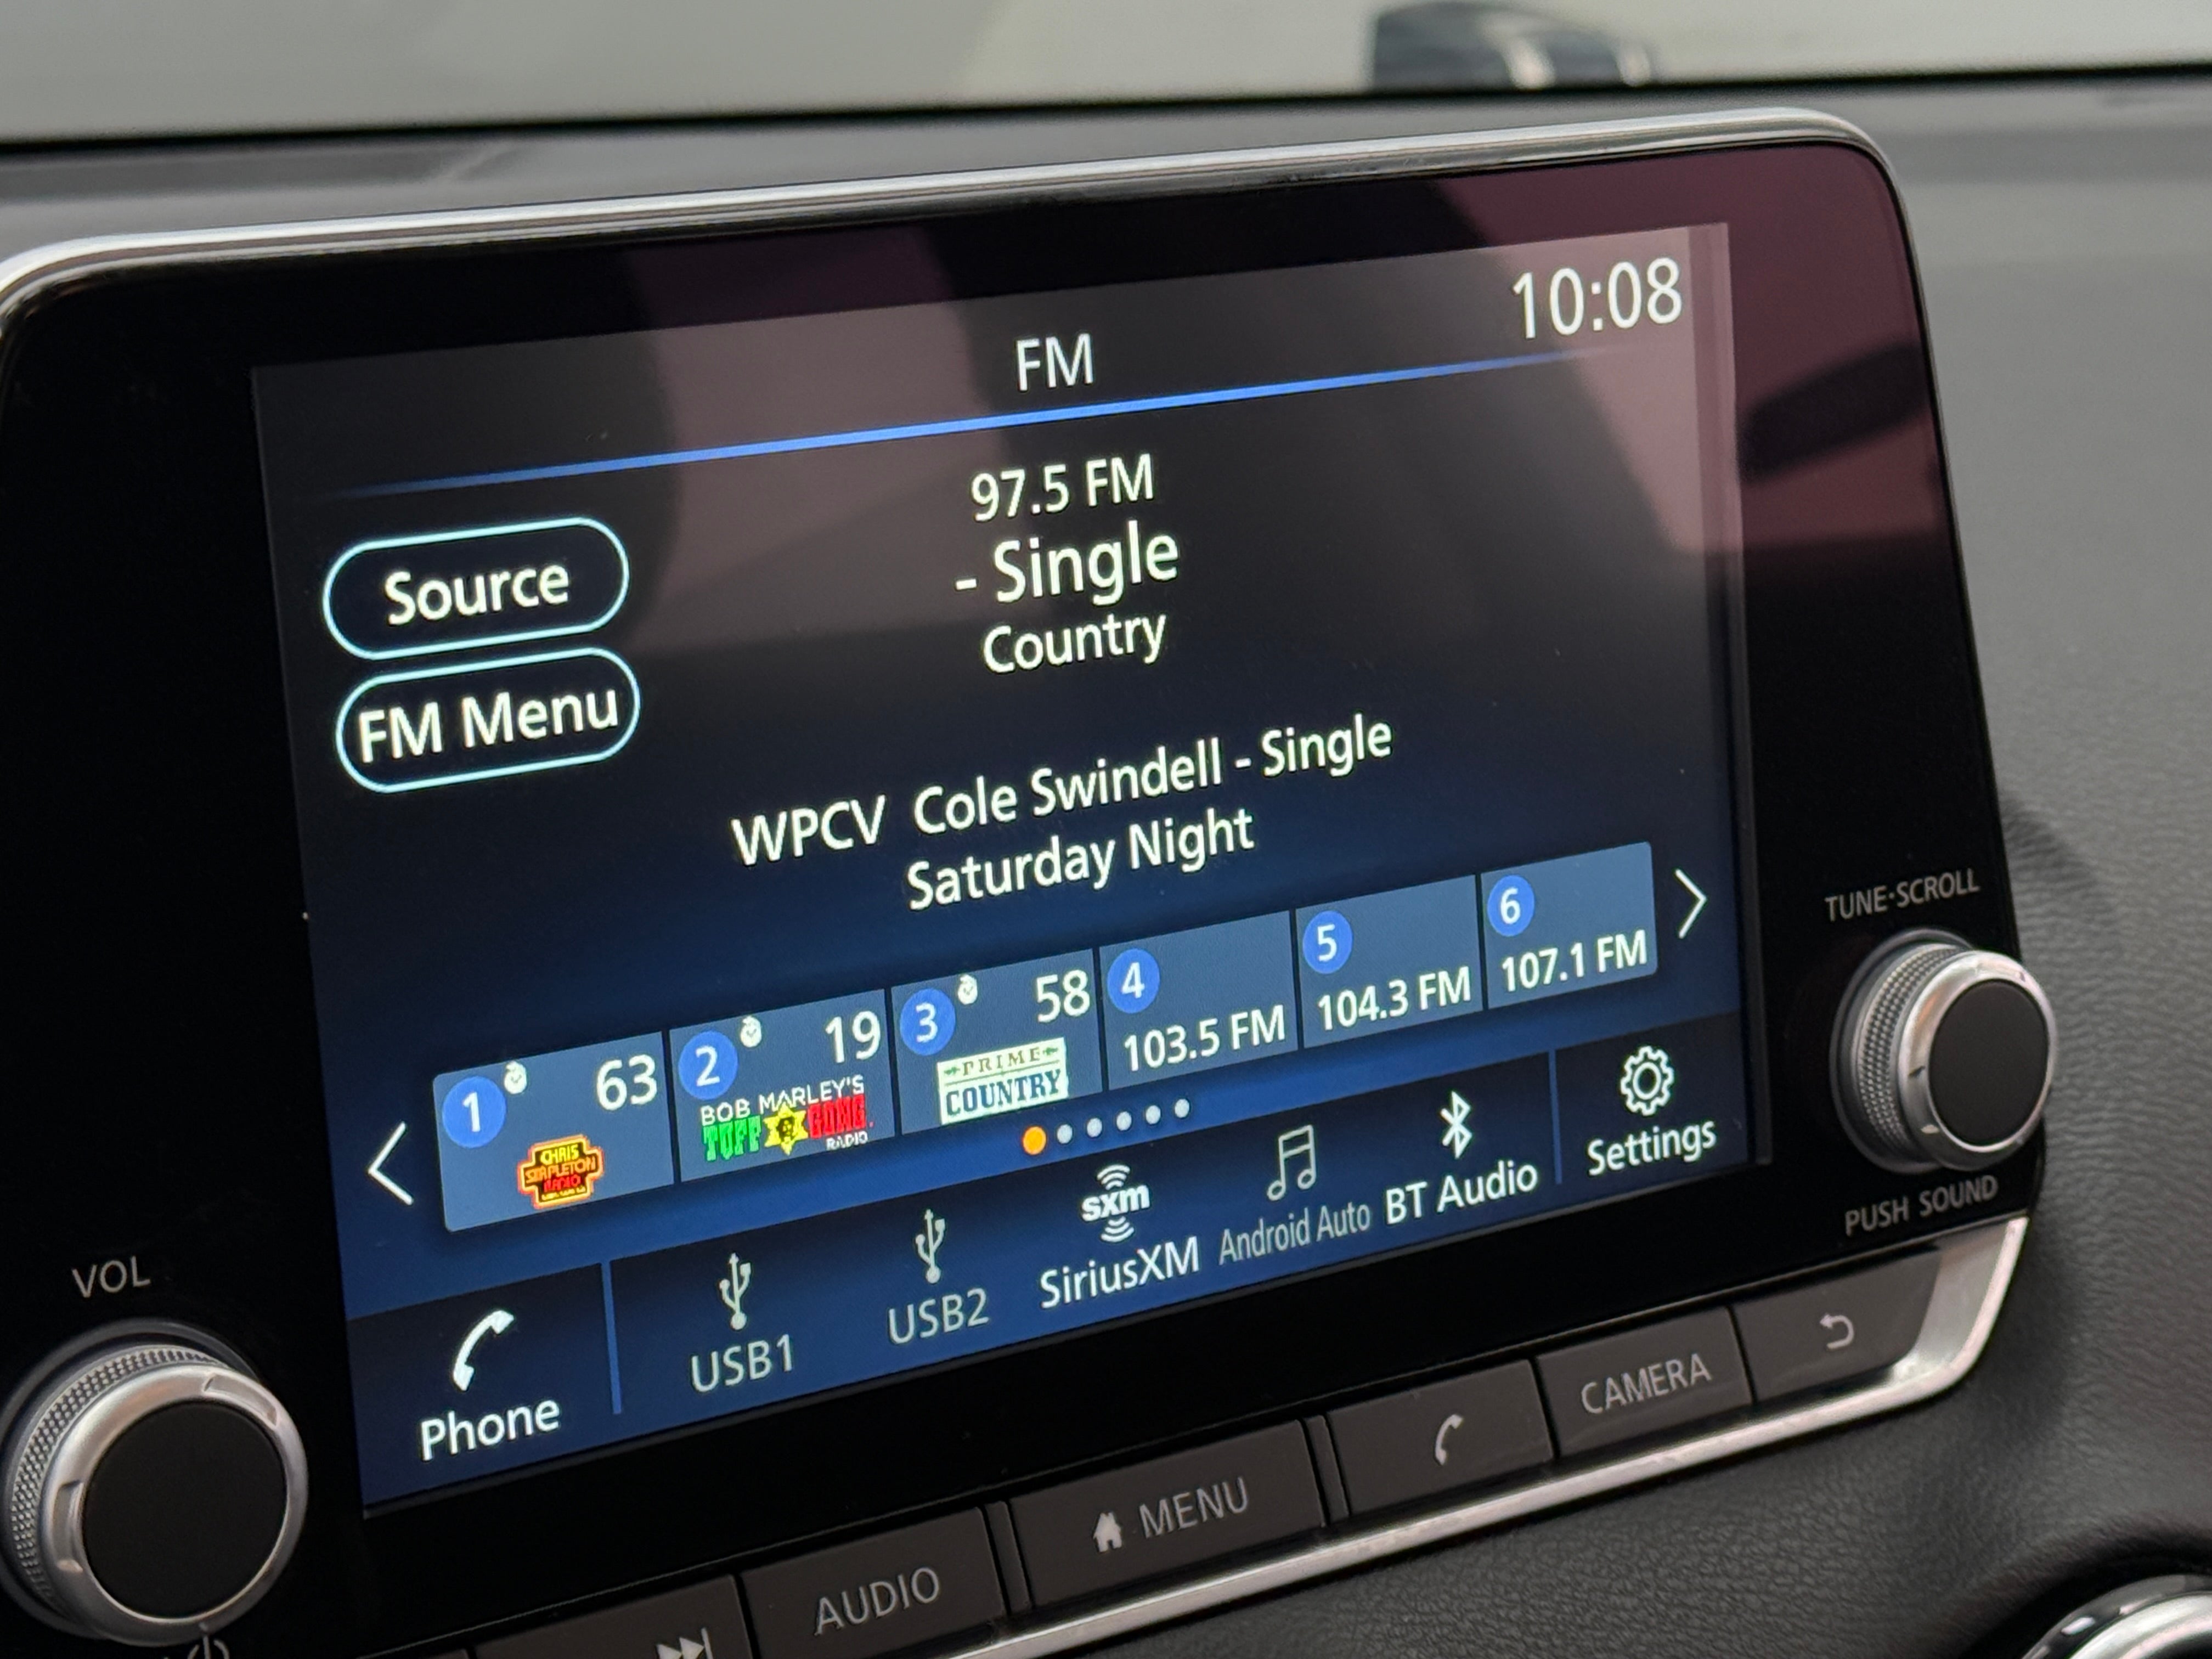 10:08
FM
97.5 FM
- Single
Country
Source
FM Menu
WPCV Cole Swindell - Single
Saturday Night
1 63
CHRIS
STAPLETON
RADIO
2 19
BOB MARLEY'S
TUFF GONG
RADIO
3 58
PRIME
COUNTRY
4
103.5 FM
5
104.3 FM
6
107.1 FM
Phone
USB1
USB2
sxm
SiriusXM
Android Auto
BT Audio
Settings
VOL
TUNE·SCROLL
PUSH SOUND
AUDIO
MENU
CAMERA